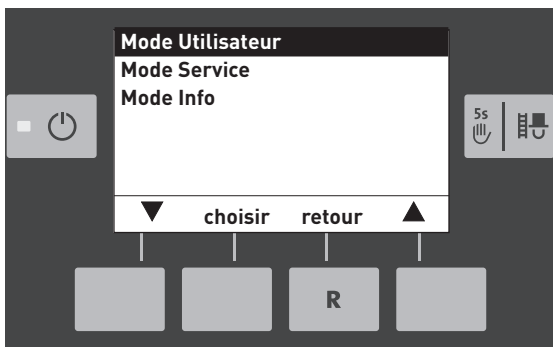 Mode Utilisateur
Mode Service
Mode Info
5s
choisir retour
R